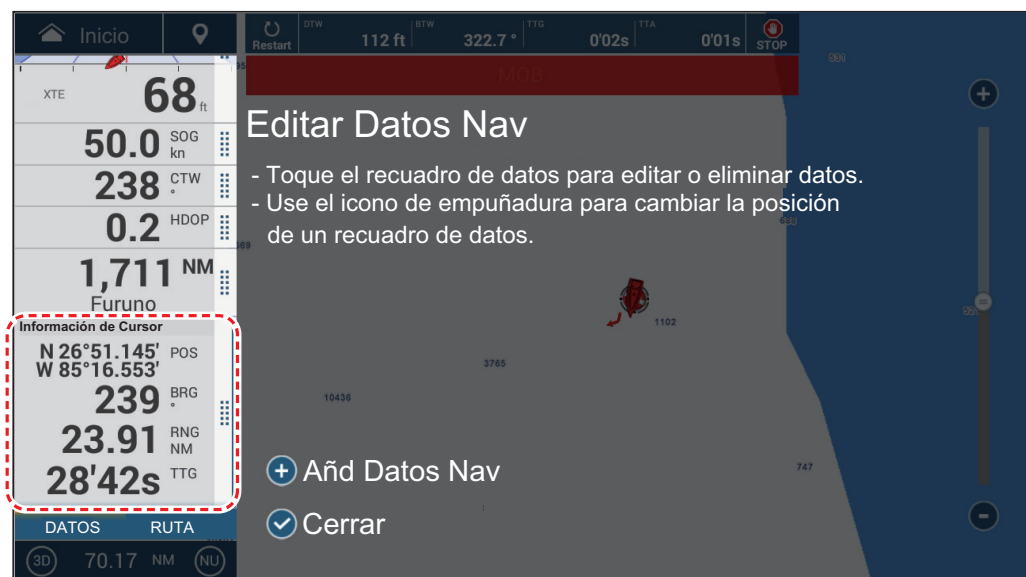 Inicio
Restart
DTW
112 ft
BTW
322.7 °
TTG
0'02s
TTA
0'01s
STOP
MOB
XTE
68 ft
50.0 SOG kn
238 CTW °
0.2 HDOP
1,711 NM
Furuno
Información de Cursor
N 26°51.145' POS
W 85°16.553'
239 BRG °
23.91 RNG NM
28'42s TTG
DATOS RUTA
3D 70.17 NM NU
Editar Datos Nav
- Toque el recuadro de datos para editar o eliminar datos.
- Use el icono de empuñadura para cambiar la posición
de un recuadro de datos.
1102
3765
10436
747
Añd Datos Nav
Cerrar